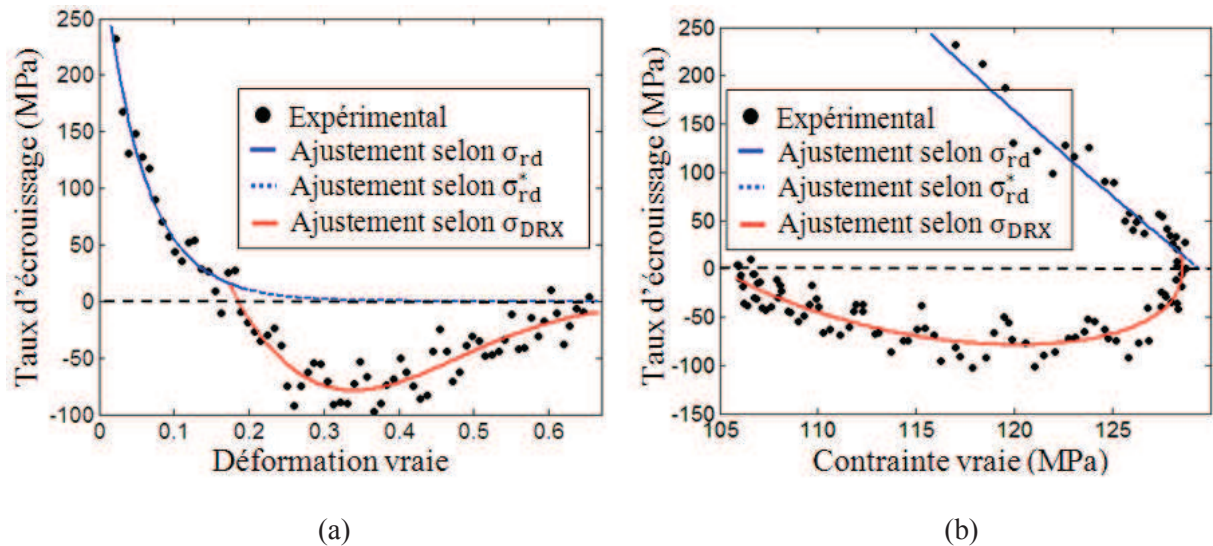 250
200
150
100
50
0
-50
-100
Taux d'écrouissage (MPa)
Expérimental
Ajustement selon σrd
Ajustement selon σ*rd
Ajustement selon σDRX
0 0.1 0.2 0.3 0.4 0.5 0.6
Déformation vraie
(a)
250
200
150
100
50
0
-50
-100
-150
Taux d'écrouissage (MPa)
Expérimental
Ajustement selon σrd
Ajustement selon σ*rd
Ajustement selon σDRX
105 110 115 120 125
Contrainte vraie (MPa)
(b)